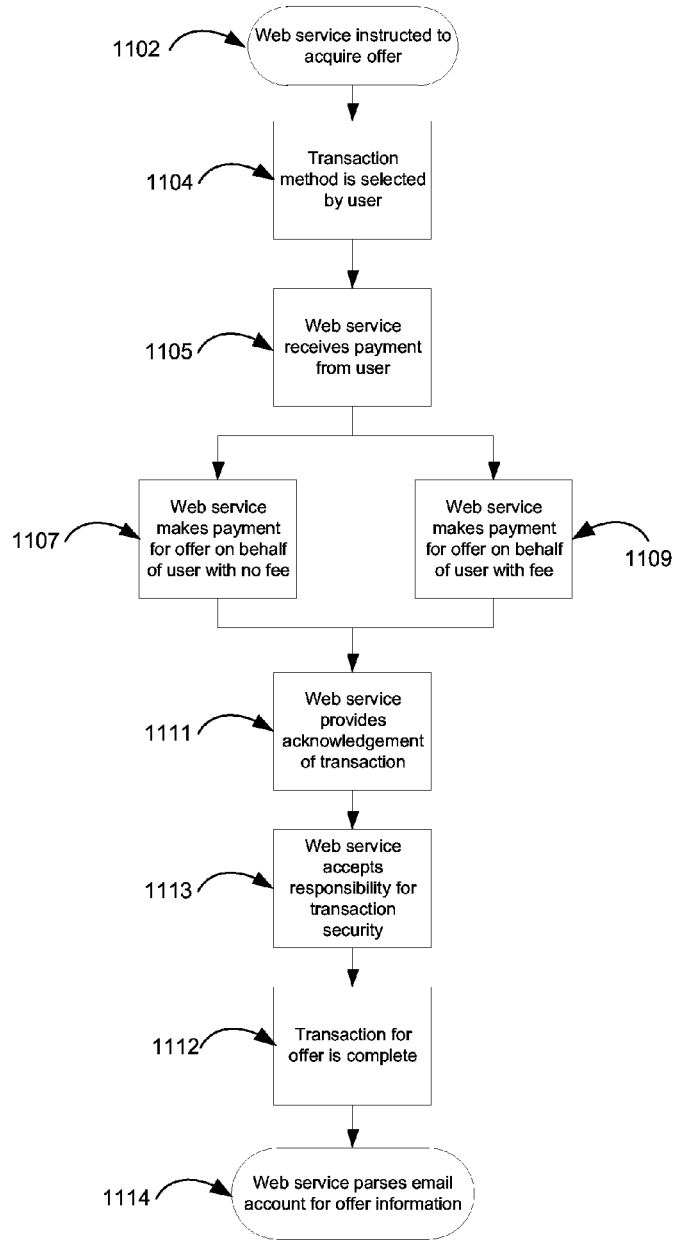 Web service instructed to
acquire offer
1102
Transaction
method is selected
by user
1104
Web service
receives payment
from user
1105
Web service
makes payment
for offer on behalf
of user with no fee
1107
Web service
makes payment
for offer on behalf
of user with fee
1109
Web service
provides
acknowledgement
of transaction
1111
Web service
accepts
responsibility for
transaction
security
1113
Transaction for
offer is complete
1112
Web service parses email
account for offer information
1114